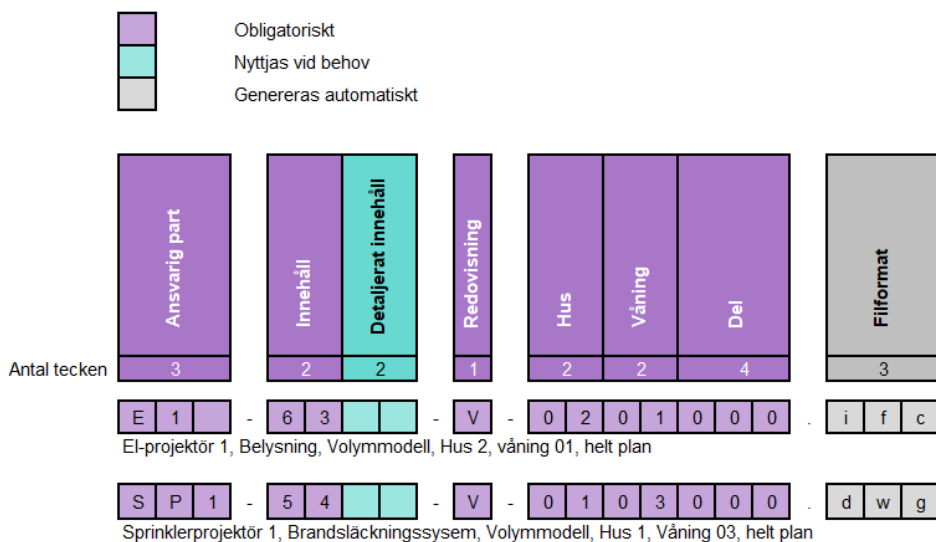 Obligatoriskt
Nyttjas vid behov
Genereras automatiskt
Ansvarig part
Innehåll
Detaljerat innehåll
Redovisning
Hus
Våning
Del
Filformat
Antal tecken 3 2 2 1 2 2 4 3
E 1 - 6 3 - V - 0 2 0 1 0 0 0 . i f c
El-projektör 1, Belysning, Volymmodell, Hus 2, våning 01, helt plan
S P 1 - 5 4 - V - 0 1 0 3 0 0 0 . d w g
Sprinklerprojektör 1, Brandsläckningssysem, Volymmodell, Hus 1, Våning 03, helt plan